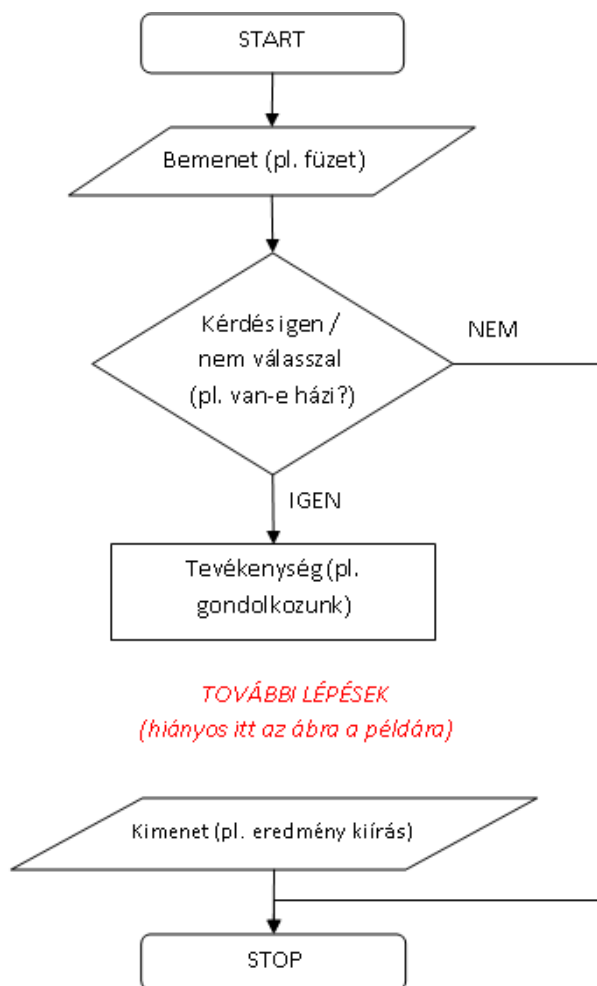 START
Bemenet (pl. füzet)
Kérdés igen /
nem válasszal
(pl. van-e házi?)
NEM
IGEN
Tevékenység (pl.
gondolkozunk)
TOVÁBBI LÉPÉSEK
(hiányos itt az ábra a példára)
Kimenet (pl. eredmény kiírás)
STOP